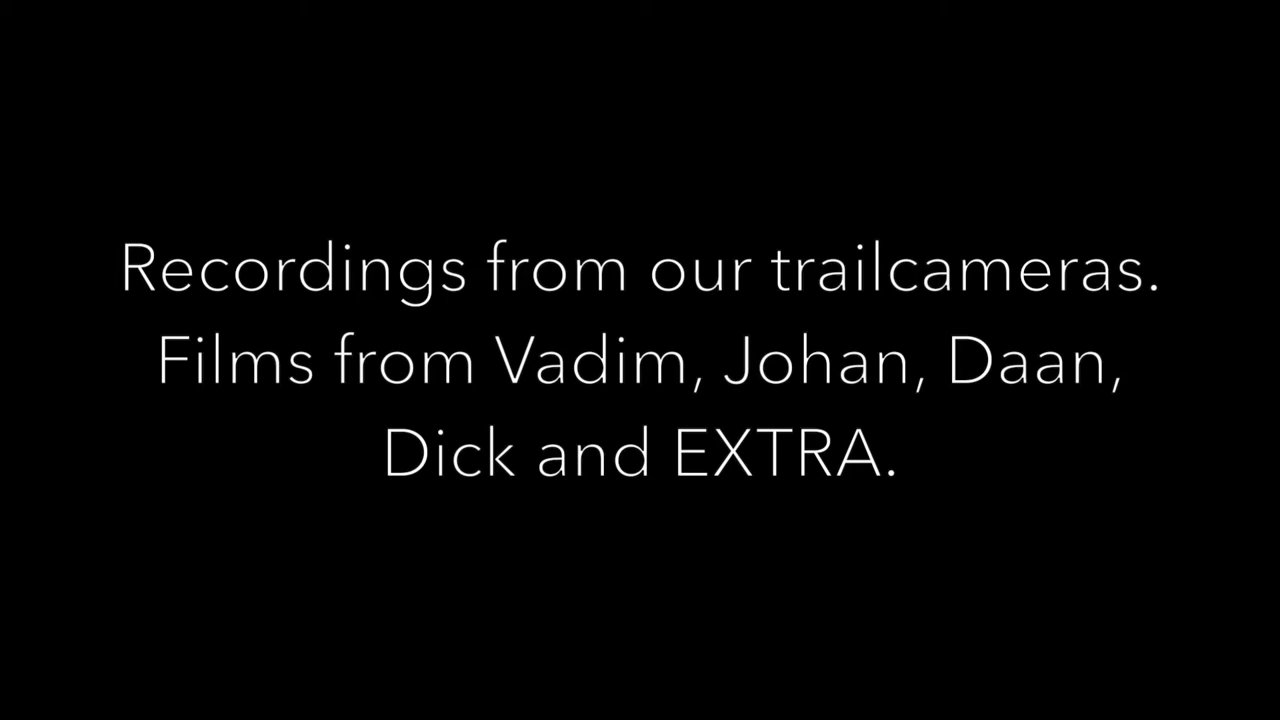 Recordings from our trailcameras.
Films from Vadim, Johan, Daan,
Dick and EXTRA.